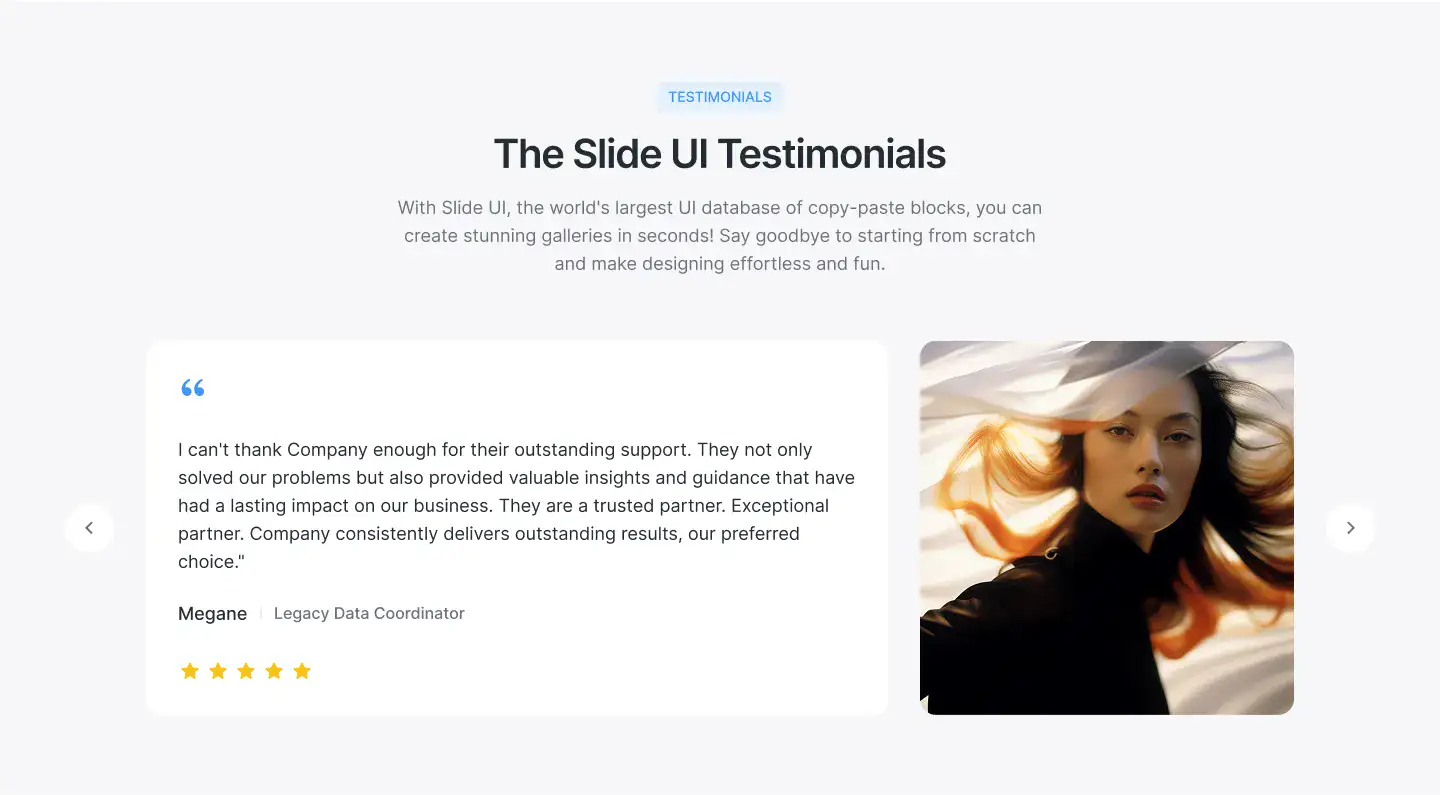 TESTIMONIALS
The Slide UI Testimonials
With Slide UI, the world's largest UI database of copy-paste blocks, you can
create stunning galleries in seconds! Say goodbye to starting from scratch
and make designing effortless and fun.
“
I can't thank Company enough for their outstanding support. They not only
solved our problems but also provided valuable insights and guidance that have
had a lasting impact on our business. They are a trusted partner. Exceptional
partner. Company consistently delivers outstanding results, our preferred
choice."
Megane | Legacy Data Coordinator